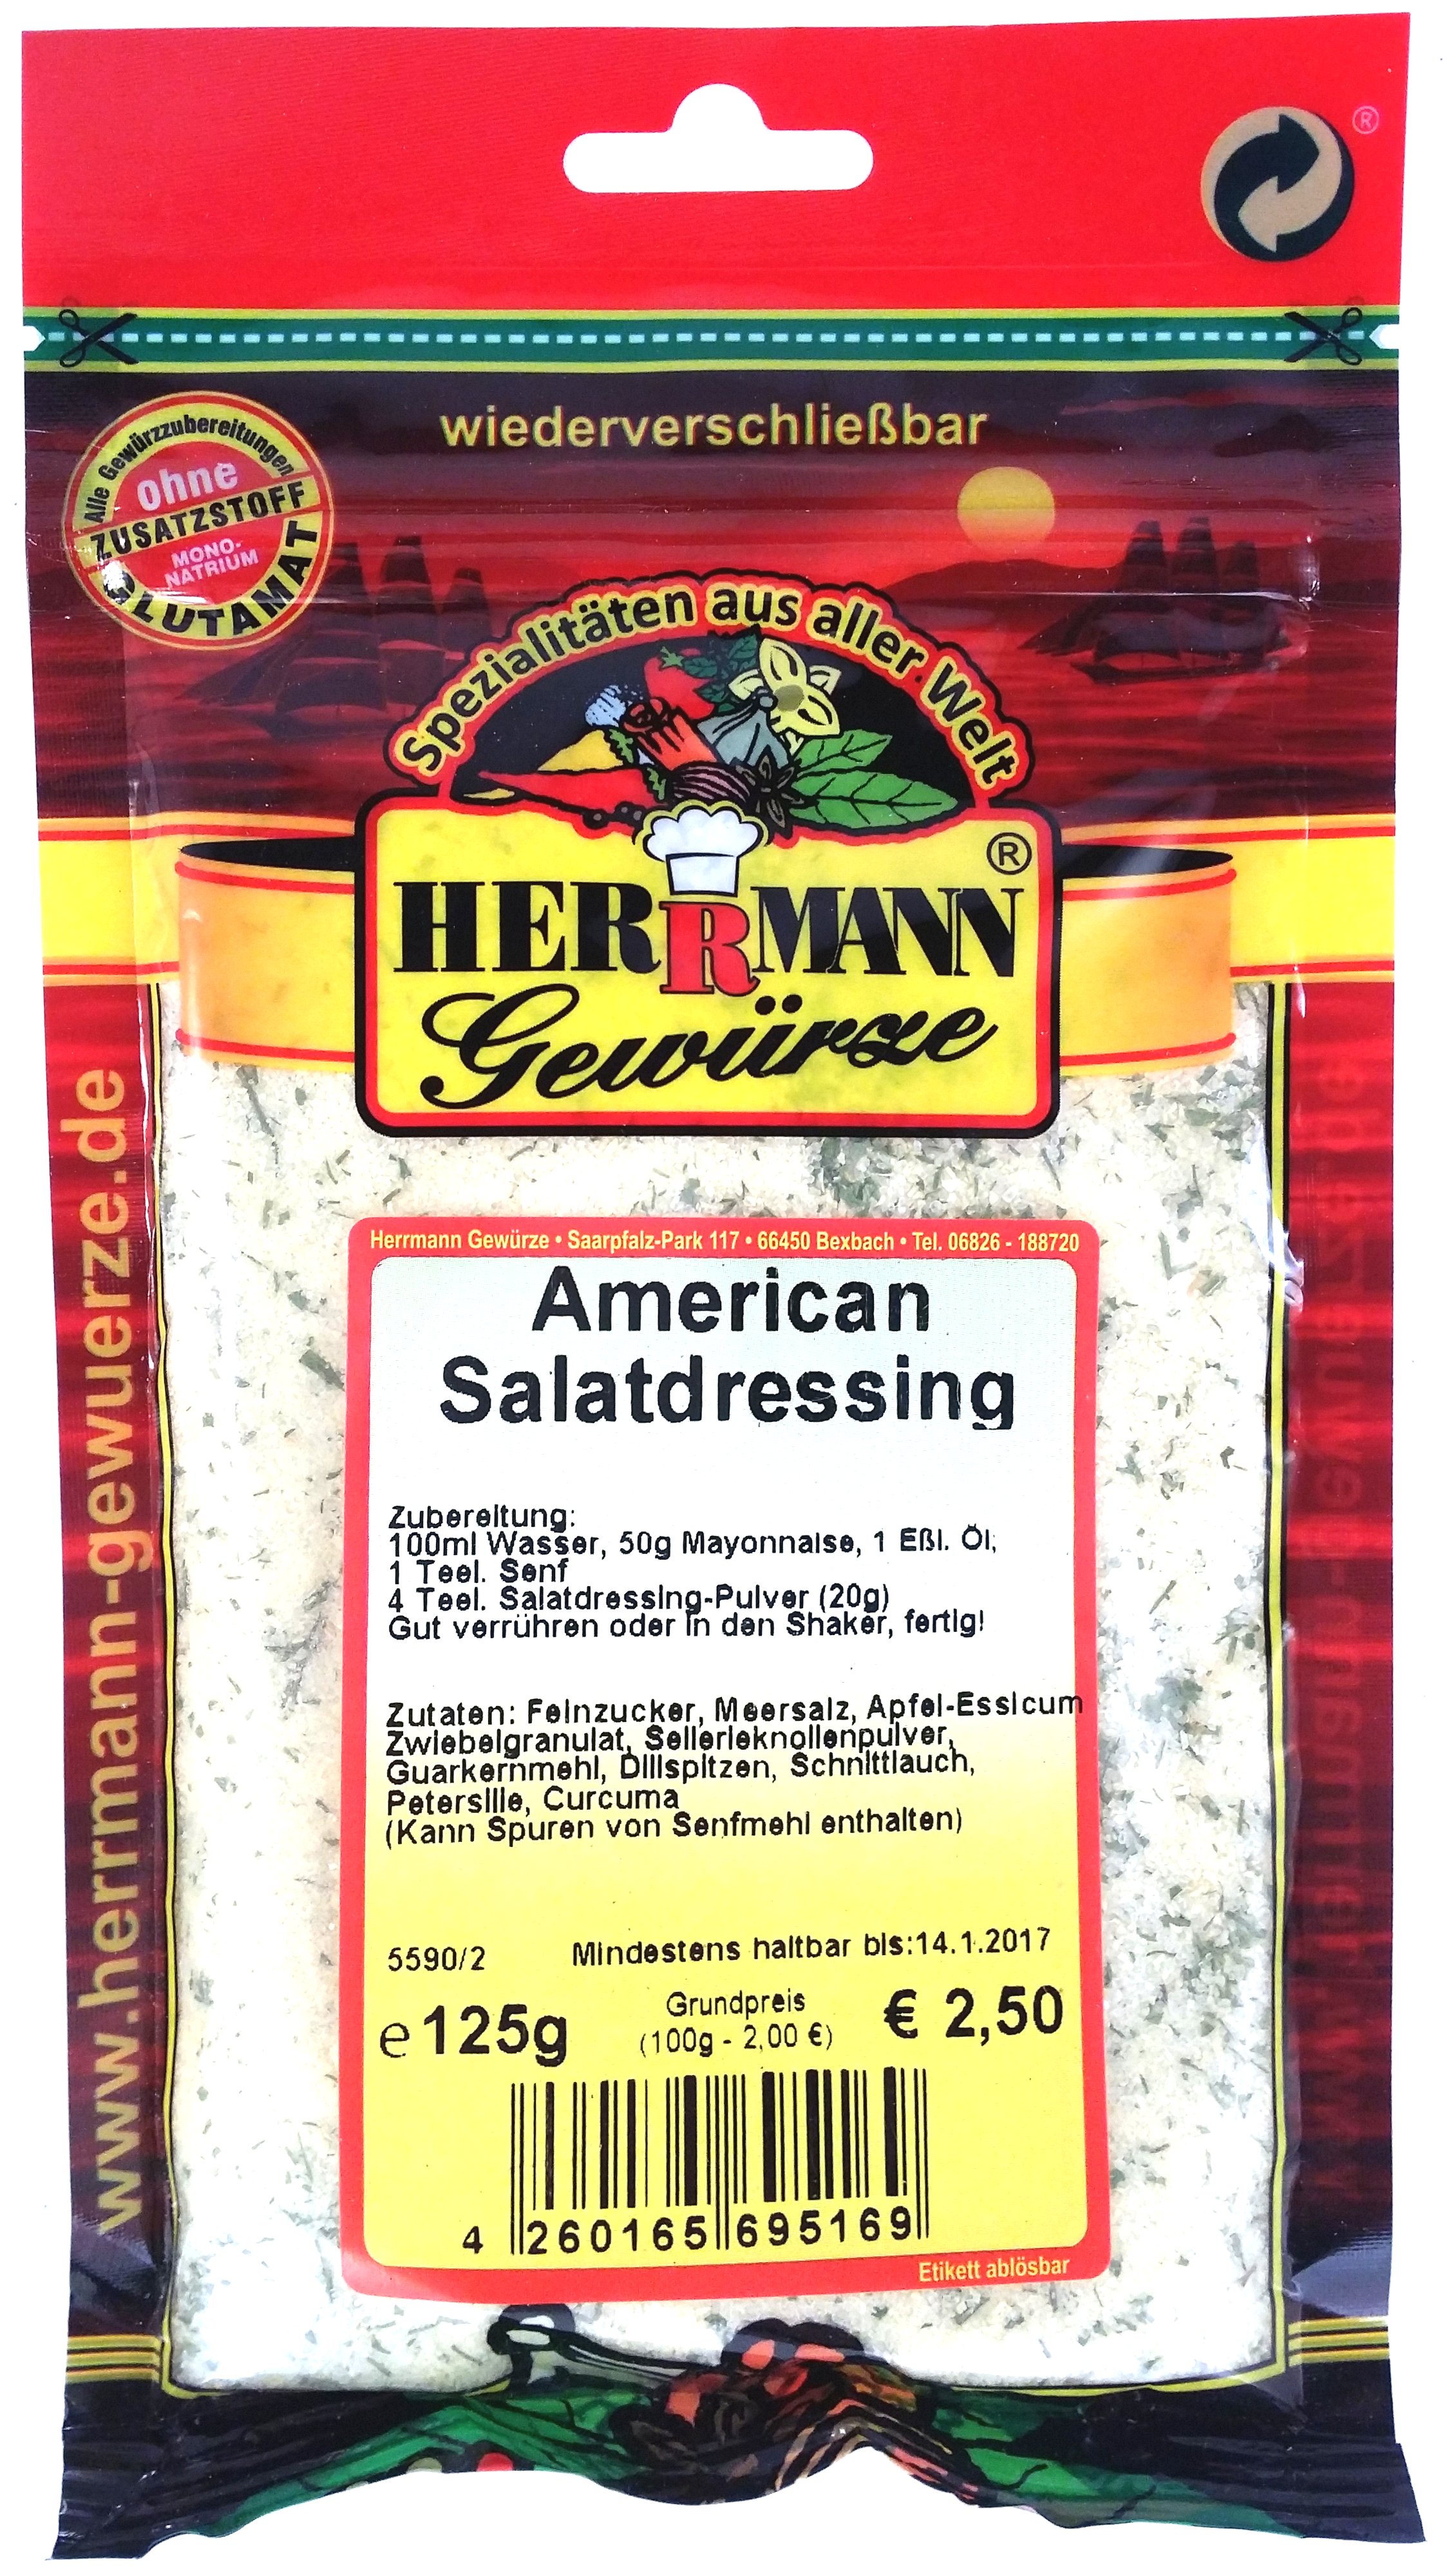 ®
wiederverschließbar
Alle Gewürzzubereitungen
ohne
ZUSATZSTOFF
MONO-
NATRIUM
GLUTAMAT
Spezialitäten aus aller Welt
HERRMANN ®
Gewürze
www.herrmann-gewuerze.de
Herrmann Gewürze • Saarpfalz-Park 117 • 66450 Bexbach • Tel. 06826 - 188720
American
Salatdressing
Zubereitung:
100ml Wasser, 50g Mayonnaise, 1 Eßl. Öl,
1 Teel. Senf
4 Teel. Salatdressing-Pulver (20g)
Gut verrühren oder in den Shaker, fertig!
Zutaten: Feinzucker, Meersalz, Apfel-Essicum
Zwiebelgranulat, Sellerieknollenpulver,
Guarkernmehl, Dillspitzen, Schnittlauch,
Petersilie, Curcuma
(Kann Spuren von Senfmehl enthalten)
5590/2 Mindestens haltbar bis:14.1.2017
e 125g Grundpreis € 2,50
(100g - 2,00 €)
4 260165 695169
Etikett ablösbar